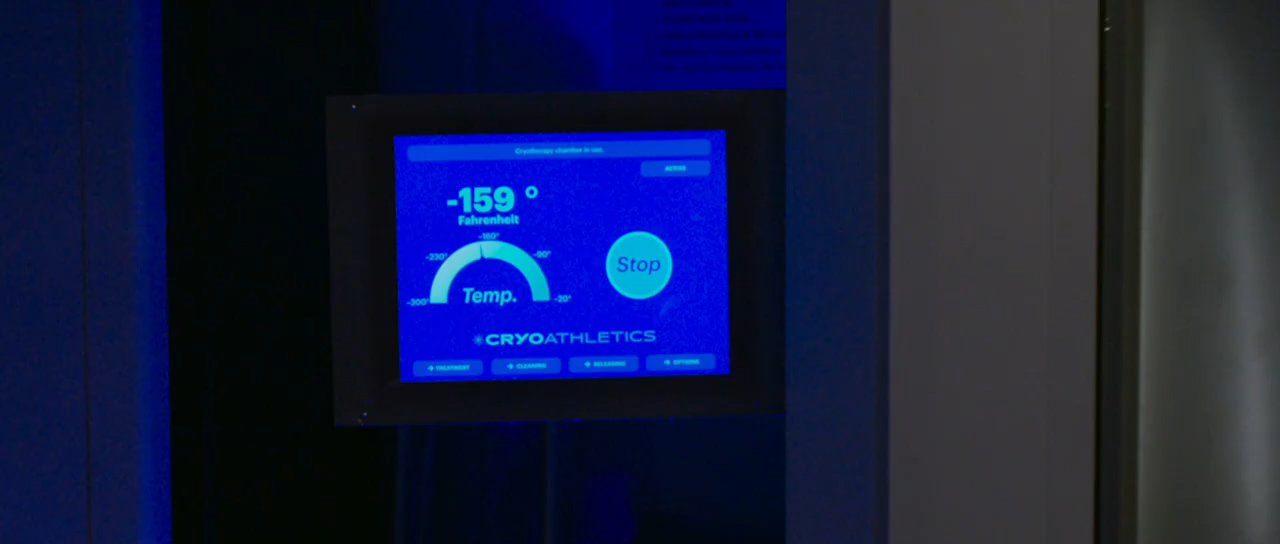 Cryotherapy chamber in use.
ACTIVE
-159 °
Fahrenheit
-160°
-230°
-90°
-300°
-20°
Temp.
Stop
CRYOATHLETICS
TREATMENT
CLEANING
RELEASING
OPTIONS